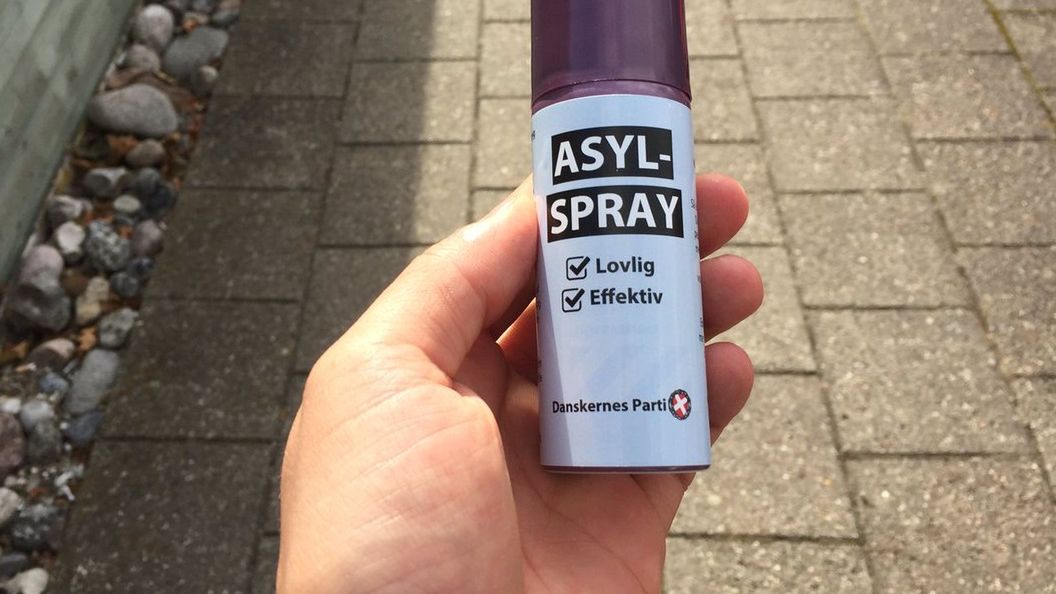 ASYL-
SPRAY
Lovlig
Effektiv
Danskernes Parti